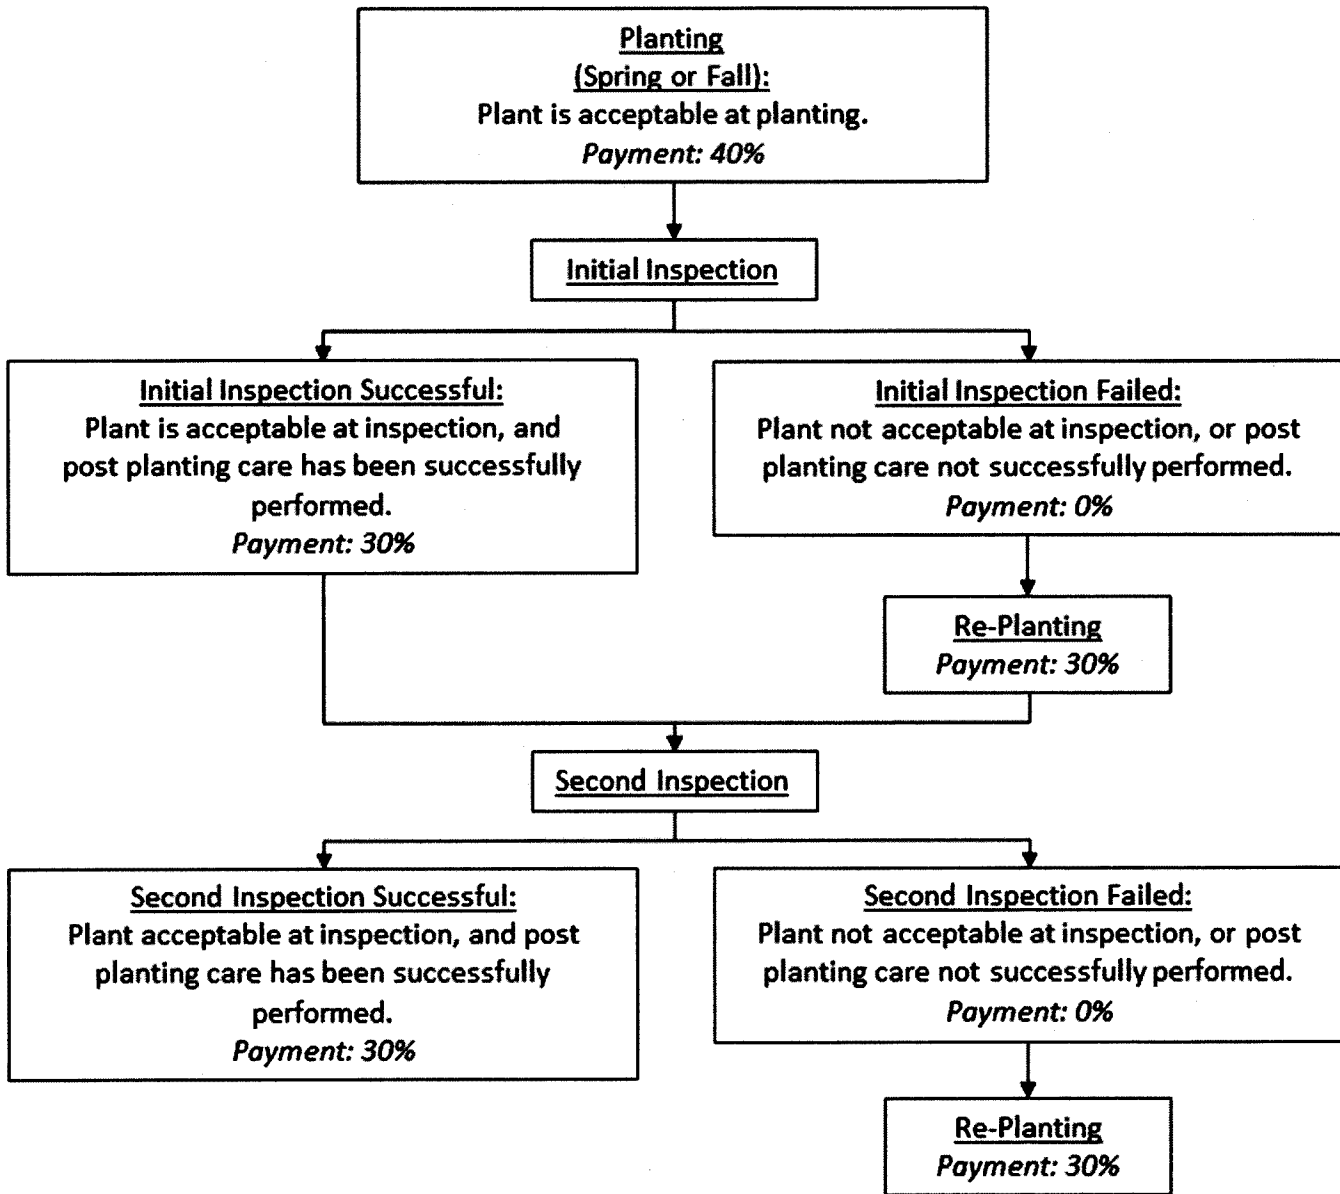 Planting
(Spring or Fall):
Plant is acceptable at planting.
Payment: 40%
Initial Inspection
Initial Inspection Successful:
Plant is acceptable at inspection, and
post planting care has been successfully
performed.
Payment: 30%
Initial Inspection Failed:
Plant not acceptable at inspection, or post
planting care not successfully performed.
Payment: 0%
Re-Planting
Payment: 30%
Second Inspection
Second Inspection Successful:
Plant acceptable at inspection, and post
planting care has been successfully
performed.
Payment: 30%
Second Inspection Failed:
Plant not acceptable at inspection, or post
planting care not successfully performed.
Payment: 0%
Re-Planting
Payment: 30%